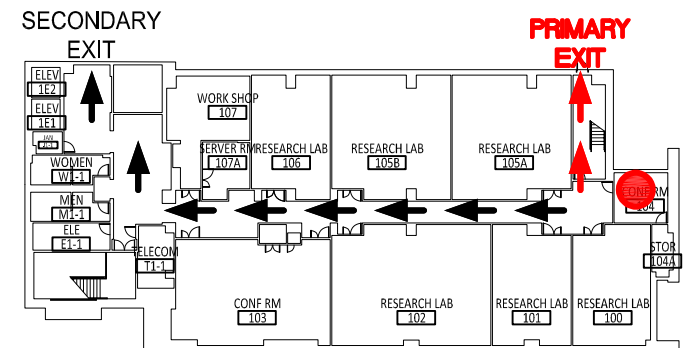 SECONDARY
EXIT
PRIMARY
EXIT
ELEV
1E2
ELEV
1E1
JAN
WOMEN
W1-1
MEN
M1-1
ELE
E1-1
TELECOM
T1-1
WORK SHOP
107
SERVER RM
107A
RESEARCH LAB
106
RESEARCH LAB
105B
RESEARCH LAB
105A
CONF RM
104
STOR
104A
CONF RM
103
RESEARCH LAB
102
RESEARCH LAB
101
RESEARCH LAB
100